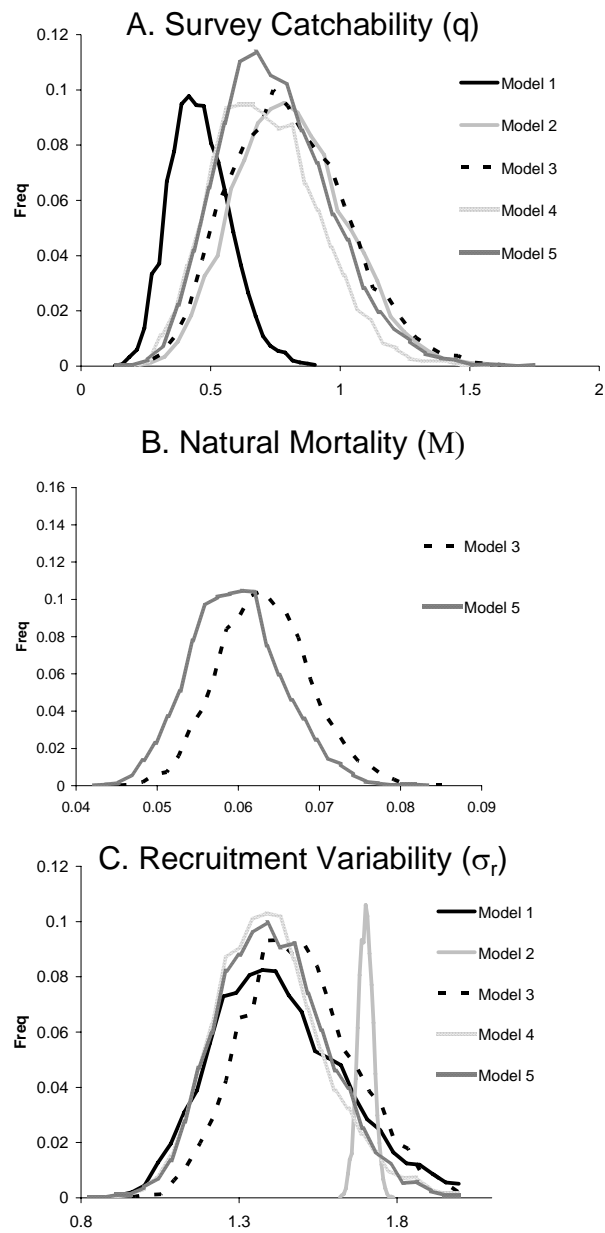 A. Survey Catchability (q)
0.12
0.1
0.08
0.06
0.04
0.02
0
Freq
0
0.5
1
1.5
2
Model 1
Model 2
Model 3
Model 4
Model 5
B. Natural Mortality (M)
0.16
0.14
0.12
0.1
0.08
0.06
0.04
0.02
0
Freq
0.04
0.05
0.06
0.07
0.08
0.09
Model 3
Model 5
C. Recruitment Variability (σr)
0.12
0.1
0.08
0.06
0.04
0.02
0
Freq
0.8
1.3
1.8
Model 1
Model 2
Model 3
Model 4
Model 5